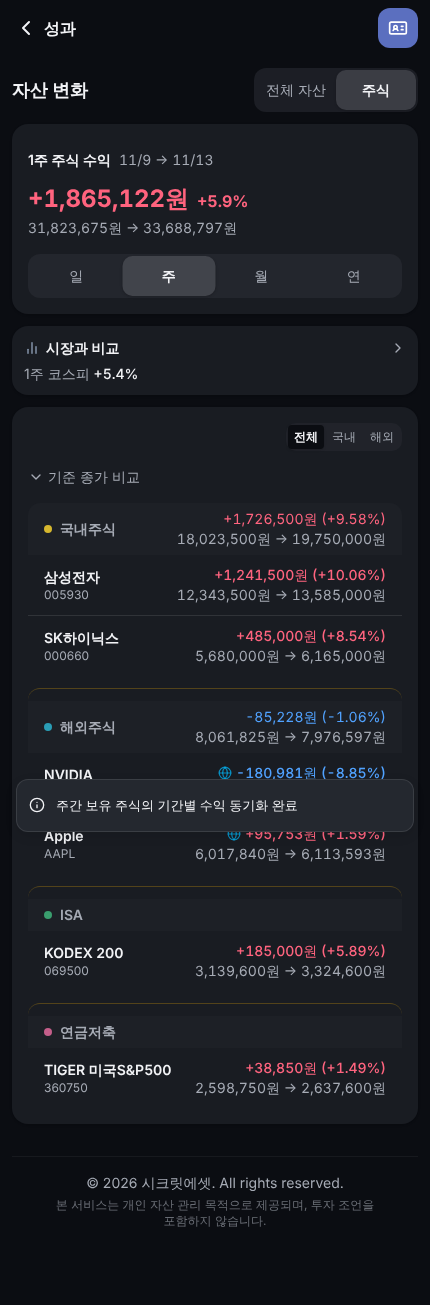 성과
자산 변화
전체 자산 주식
1주 주식 수익 11/9 → 11/13
+1,865,122원 +5.9%
31,823,675원 → 33,688,797원
일 주 월 연
시장과 비교
1주 코스피 +5.4%
전체 국내 해외
기준 종가 비교
국내주식
+1,726,500원 (+9.58%)
18,023,500원 → 19,750,000원
삼성전자
005930
+1,241,500원 (+10.06%)
12,343,500원 → 13,585,000원
SK하이닉스
000660
+485,000원 (+8.54%)
5,680,000원 → 6,165,000원
해외주식
-85,228원 (-1.06%)
8,061,825원 → 7,976,597원
NVIDIA
-180,981원 (-8.85%)
주간 보유 주식의 기간별 수익 동기화 완료
Apple
AAPL
+95,753원 (+1.59%)
6,017,840원 → 6,113,593원
ISA
KODEX 200
069500
+185,000원 (+5.89%)
3,139,600원 → 3,324,600원
연금저축
TIGER 미국S&P500
360750
+38,850원 (+1.49%)
2,598,750원 → 2,637,600원
© 2026 시크릿에셋. All rights reserved.
본 서비스는 개인 자산 관리 목적으로 제공되며, 투자 조언을
포함하지 않습니다.